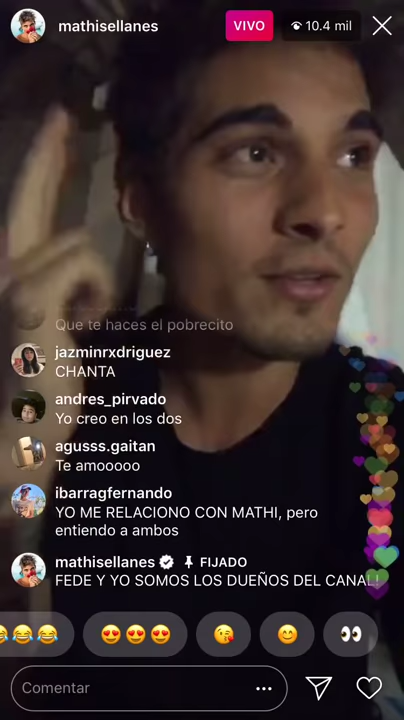 mathisellanes
VIVO
10.4 mil
Que te haces el pobrecito
jazminrxdriguez
CHANTA
andres_pirvado
Yo creo en los dos
agusss.gaitan
Te amooooo
ibarragfernando
YO ME RELACIONO CON MATHI, pero
entiendo a ambos
mathisellanes FIJADO
FEDE Y YO SOMOS LOS DUEÑOS DEL CANAL!
Comentar